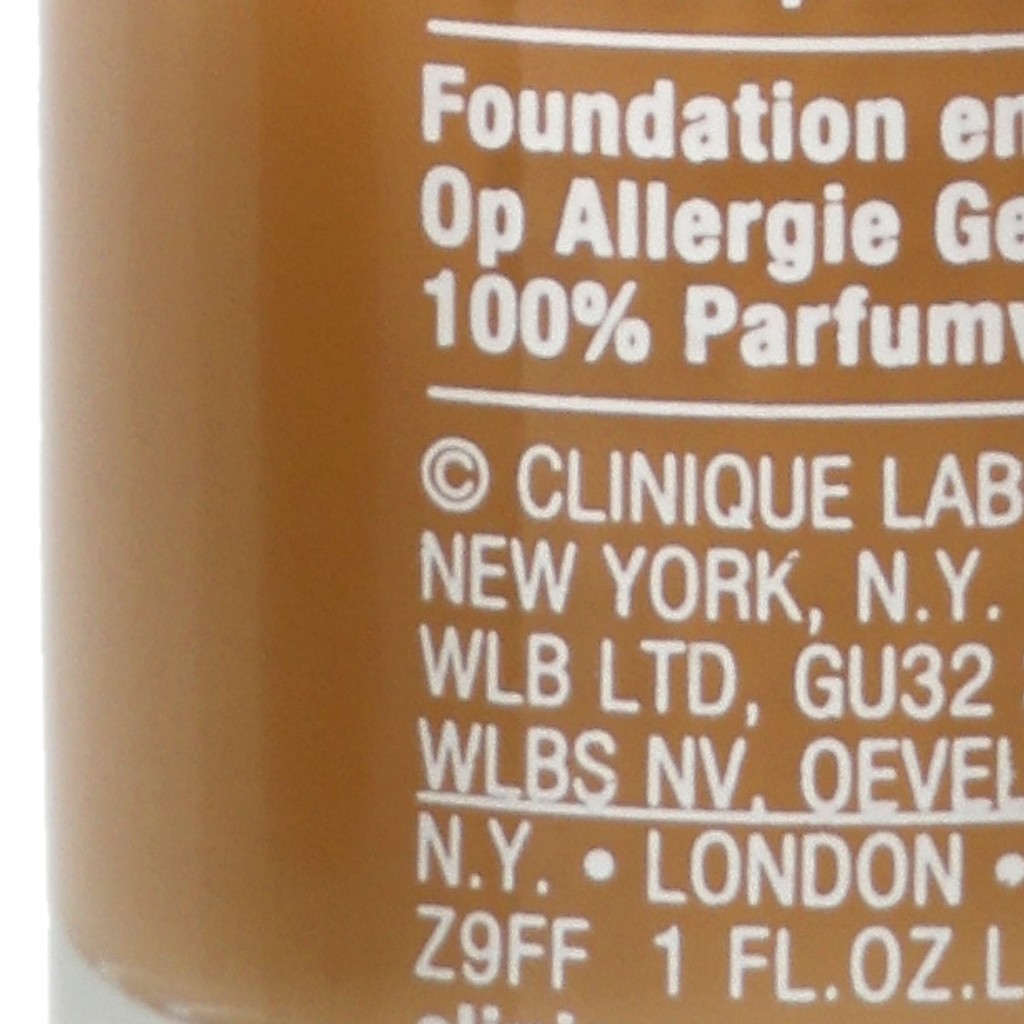 Foundation en
Op Allergie Ge
100% Parfumv
© CLINIQUE LAB
NEW YORK, N.Y.
WLB LTD, GU32
WLBS NV, OEVEL
N.Y. • LONDON •
Z9FF 1 FL.OZ.L